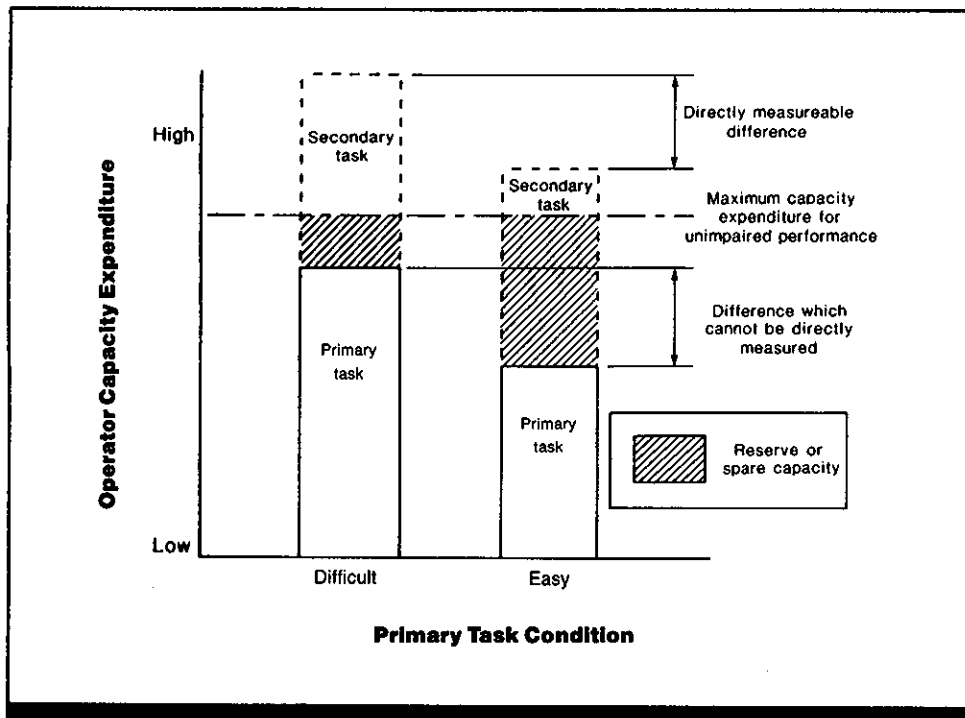 High
Low
Operator Capacity Expenditure
Secondary
task
Primary
task
Difficult
Secondary
task
Primary
task
Easy
Primary Task Condition
Directly measureable
difference
Maximum capacity
expenditure for
unimpaired performance
Difference which
cannot be directly
measured
Reserve or
spare capacity